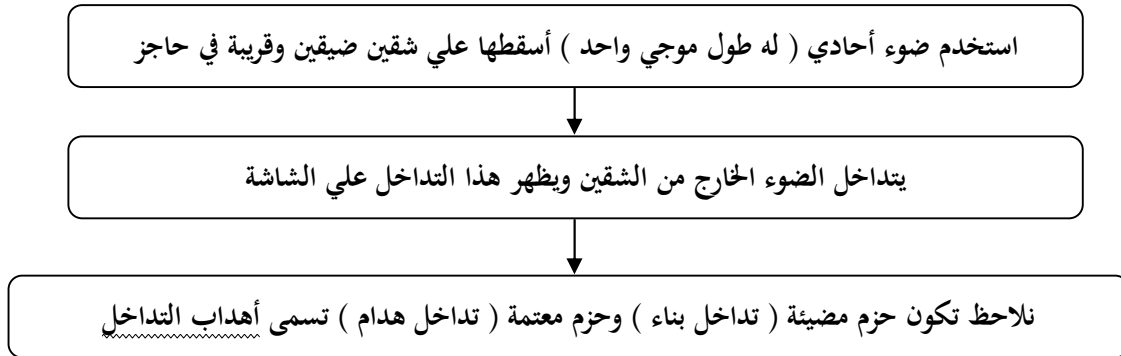 استخدم ضوء أحادي ( له طول موجي واحد ) أسقطها علي شقين ضيقين وقريبة في حاجز
يتداخل الضوء الخارج من الشقين ويظهر هذا التداخل علي الشاشة
نلاحظ تكون حزم مضيئة ( تداخل بناء ) وحزم معتمة ( تداخل هدام ) تسمى أهداب التداخل